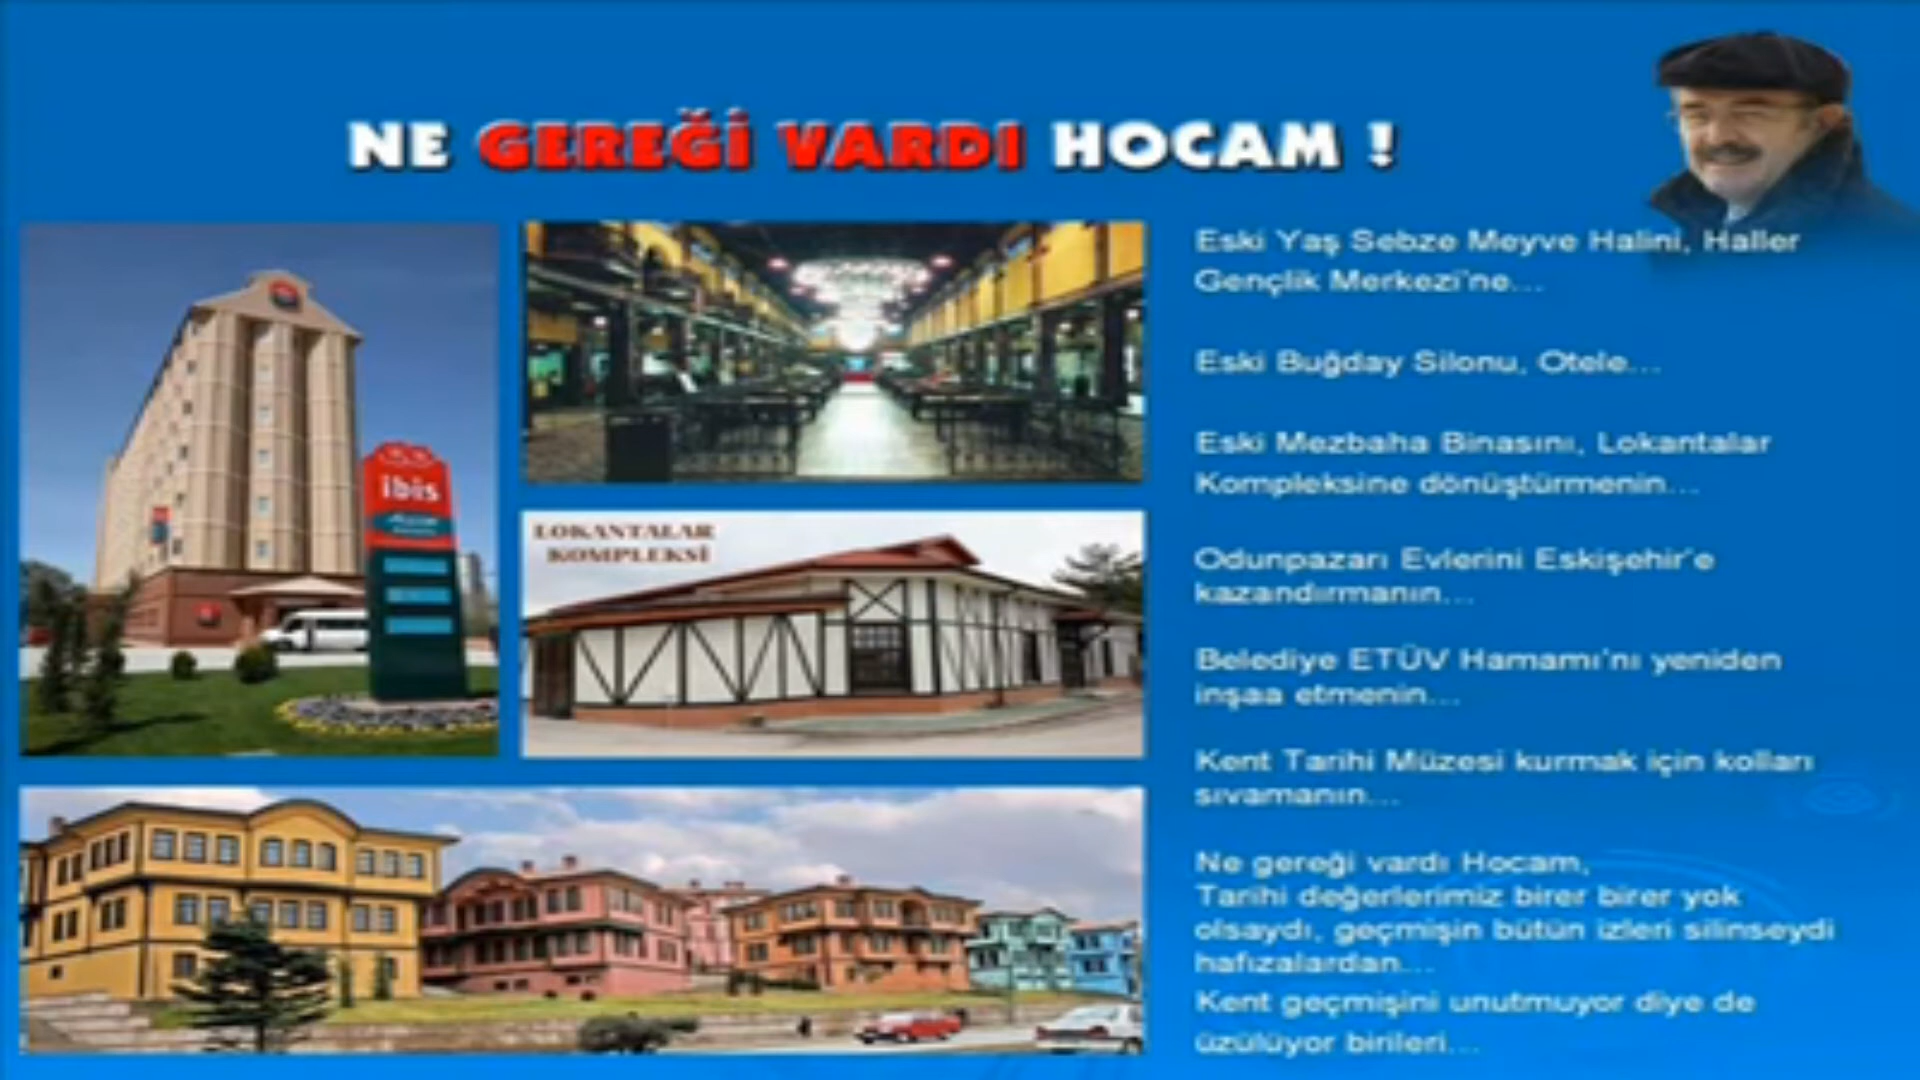 NE GEREĞİ VARDI HOCAM !
Eski Yaş Sebze Meyve Halini, Haller
Gençlik Merkezi'ne...
Eski Buğday Silonu, Otele...
Eski Mezbaha Binasını, Lokantalar
Kompleksine dönüştürmenin...
Odunpazarı Evlerini Eskişehir'e
kazandırmanın...
Belediye ETÜV Hamamı'nı yeniden
inşaa etmenin...
Kent Tarihi Müzesi kurmak için kolları
sıvamanın...
Ne gereği vardı Hocam,
Tarihi değerlerimiz birer birer yok
olsaydı, geçmişin bütün izleri silinseydi
hafızalardan...
Kent geçmişini unutmuyor diye de
üzülüyor birileri...
ibis
LOKANTALAR
KOMPLEKSİ